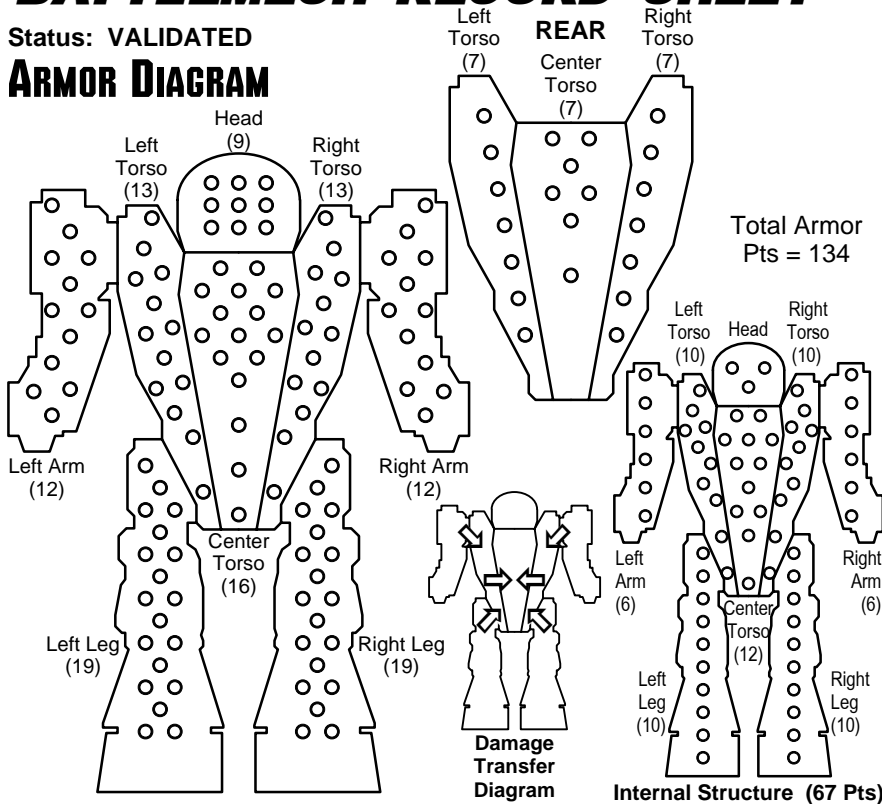 BATTLEMECH RECORD SHEET
Status: VALIDATED
ARMOR DIAGRAM
Left
Torso
(7)
REAR
Center
Torso
(7)
Right
Torso
(7)
Head
(9)
Left
Torso
(13)
Right
Torso
(13)
Total Armor
Pts = 134
Left Arm
(12)
Right Arm
(12)
Center
Torso
(16)
Left Leg
(19)
Right Leg
(19)
Left
Torso
(10)
Head
Right
Torso
(10)
Left
Arm
(6)
Right
Arm
(6)
Center
Torso
(12)
Left
Leg
(10)
Right
Leg
(10)
Damage
Transfer
Diagram
Internal Structure (67 Pts)